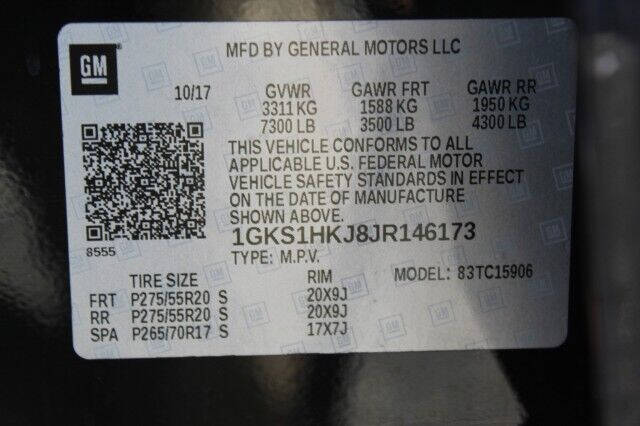 GM
MFD BY GENERAL MOTORS LLC
10/17 GVWR GAWR FRT GAWR RR
3311 KG 1588 KG 1950 KG
7300 LB 3500 LB 4300 LB
THIS VEHICLE CONFORMS TO ALL
APPLICABLE U.S. FEDERAL MOTOR
VEHICLE SAFETY STANDARDS IN EFFECT
ON THE DATE OF MANUFACTURE
SHOWN ABOVE.
8555
1GKS1HKJ8JR146173
TYPE: M.P.V. MODEL: 83TC15906
TIRE SIZE RIM
FRT P275/55R20 S 20X9J
RR P275/55R20 S 20X9J
SPA P265/70R17 S 17X7J